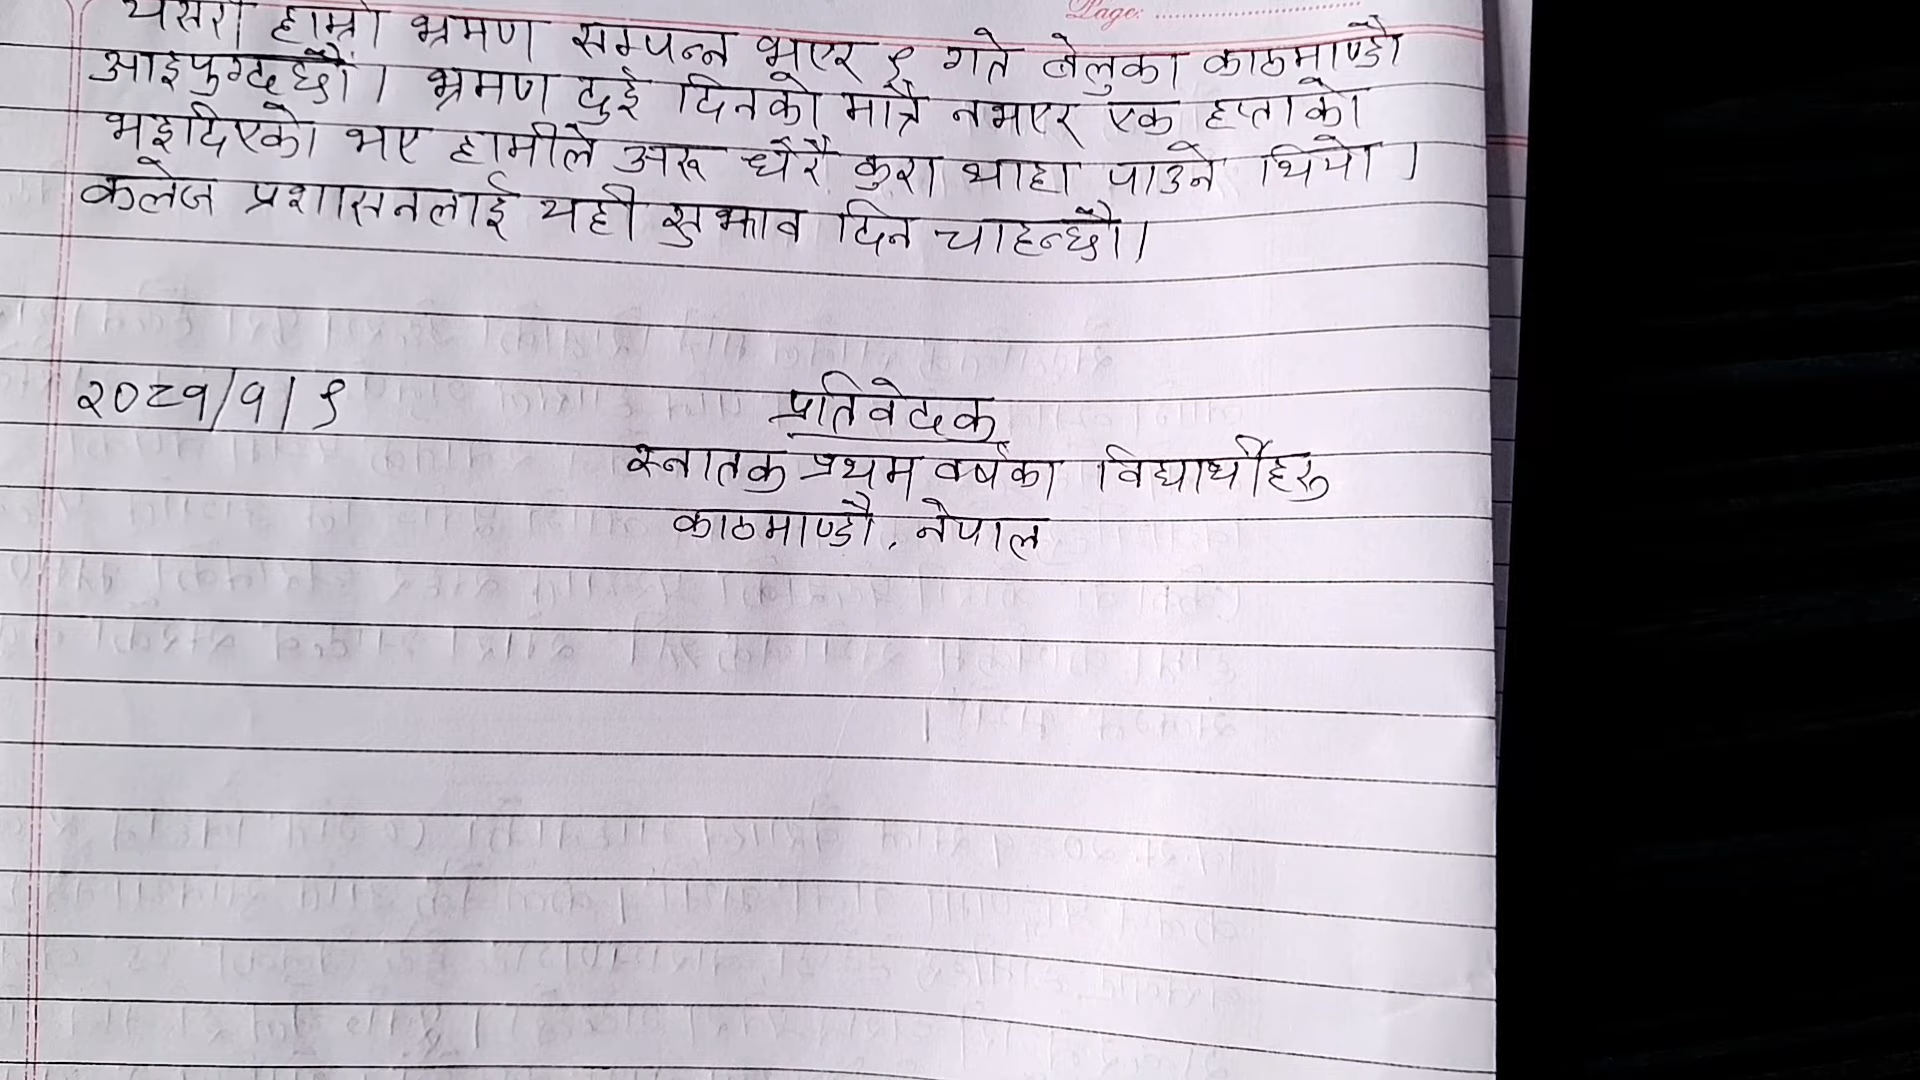 Page:
यसरी हाम्रो भ्रमण सम्पन्न भएर ९ गते बेलुका काठमाण्डौ
आइपुग्दछौं। भ्रमण दुई दिनको मात्रै नभएर एक हप्ताको
भइदिएको भए हामीले अरू धेरै कुरा थाहा पाउने थियो।
कलेज प्रशासनलाई यही सुझाव दिन चाहन्छौं।
२०८१/१/९
प्रतिवेदक
स्नातक प्रथम वर्षका विद्यार्थीहरु
काठमाण्डौ, नेपाल